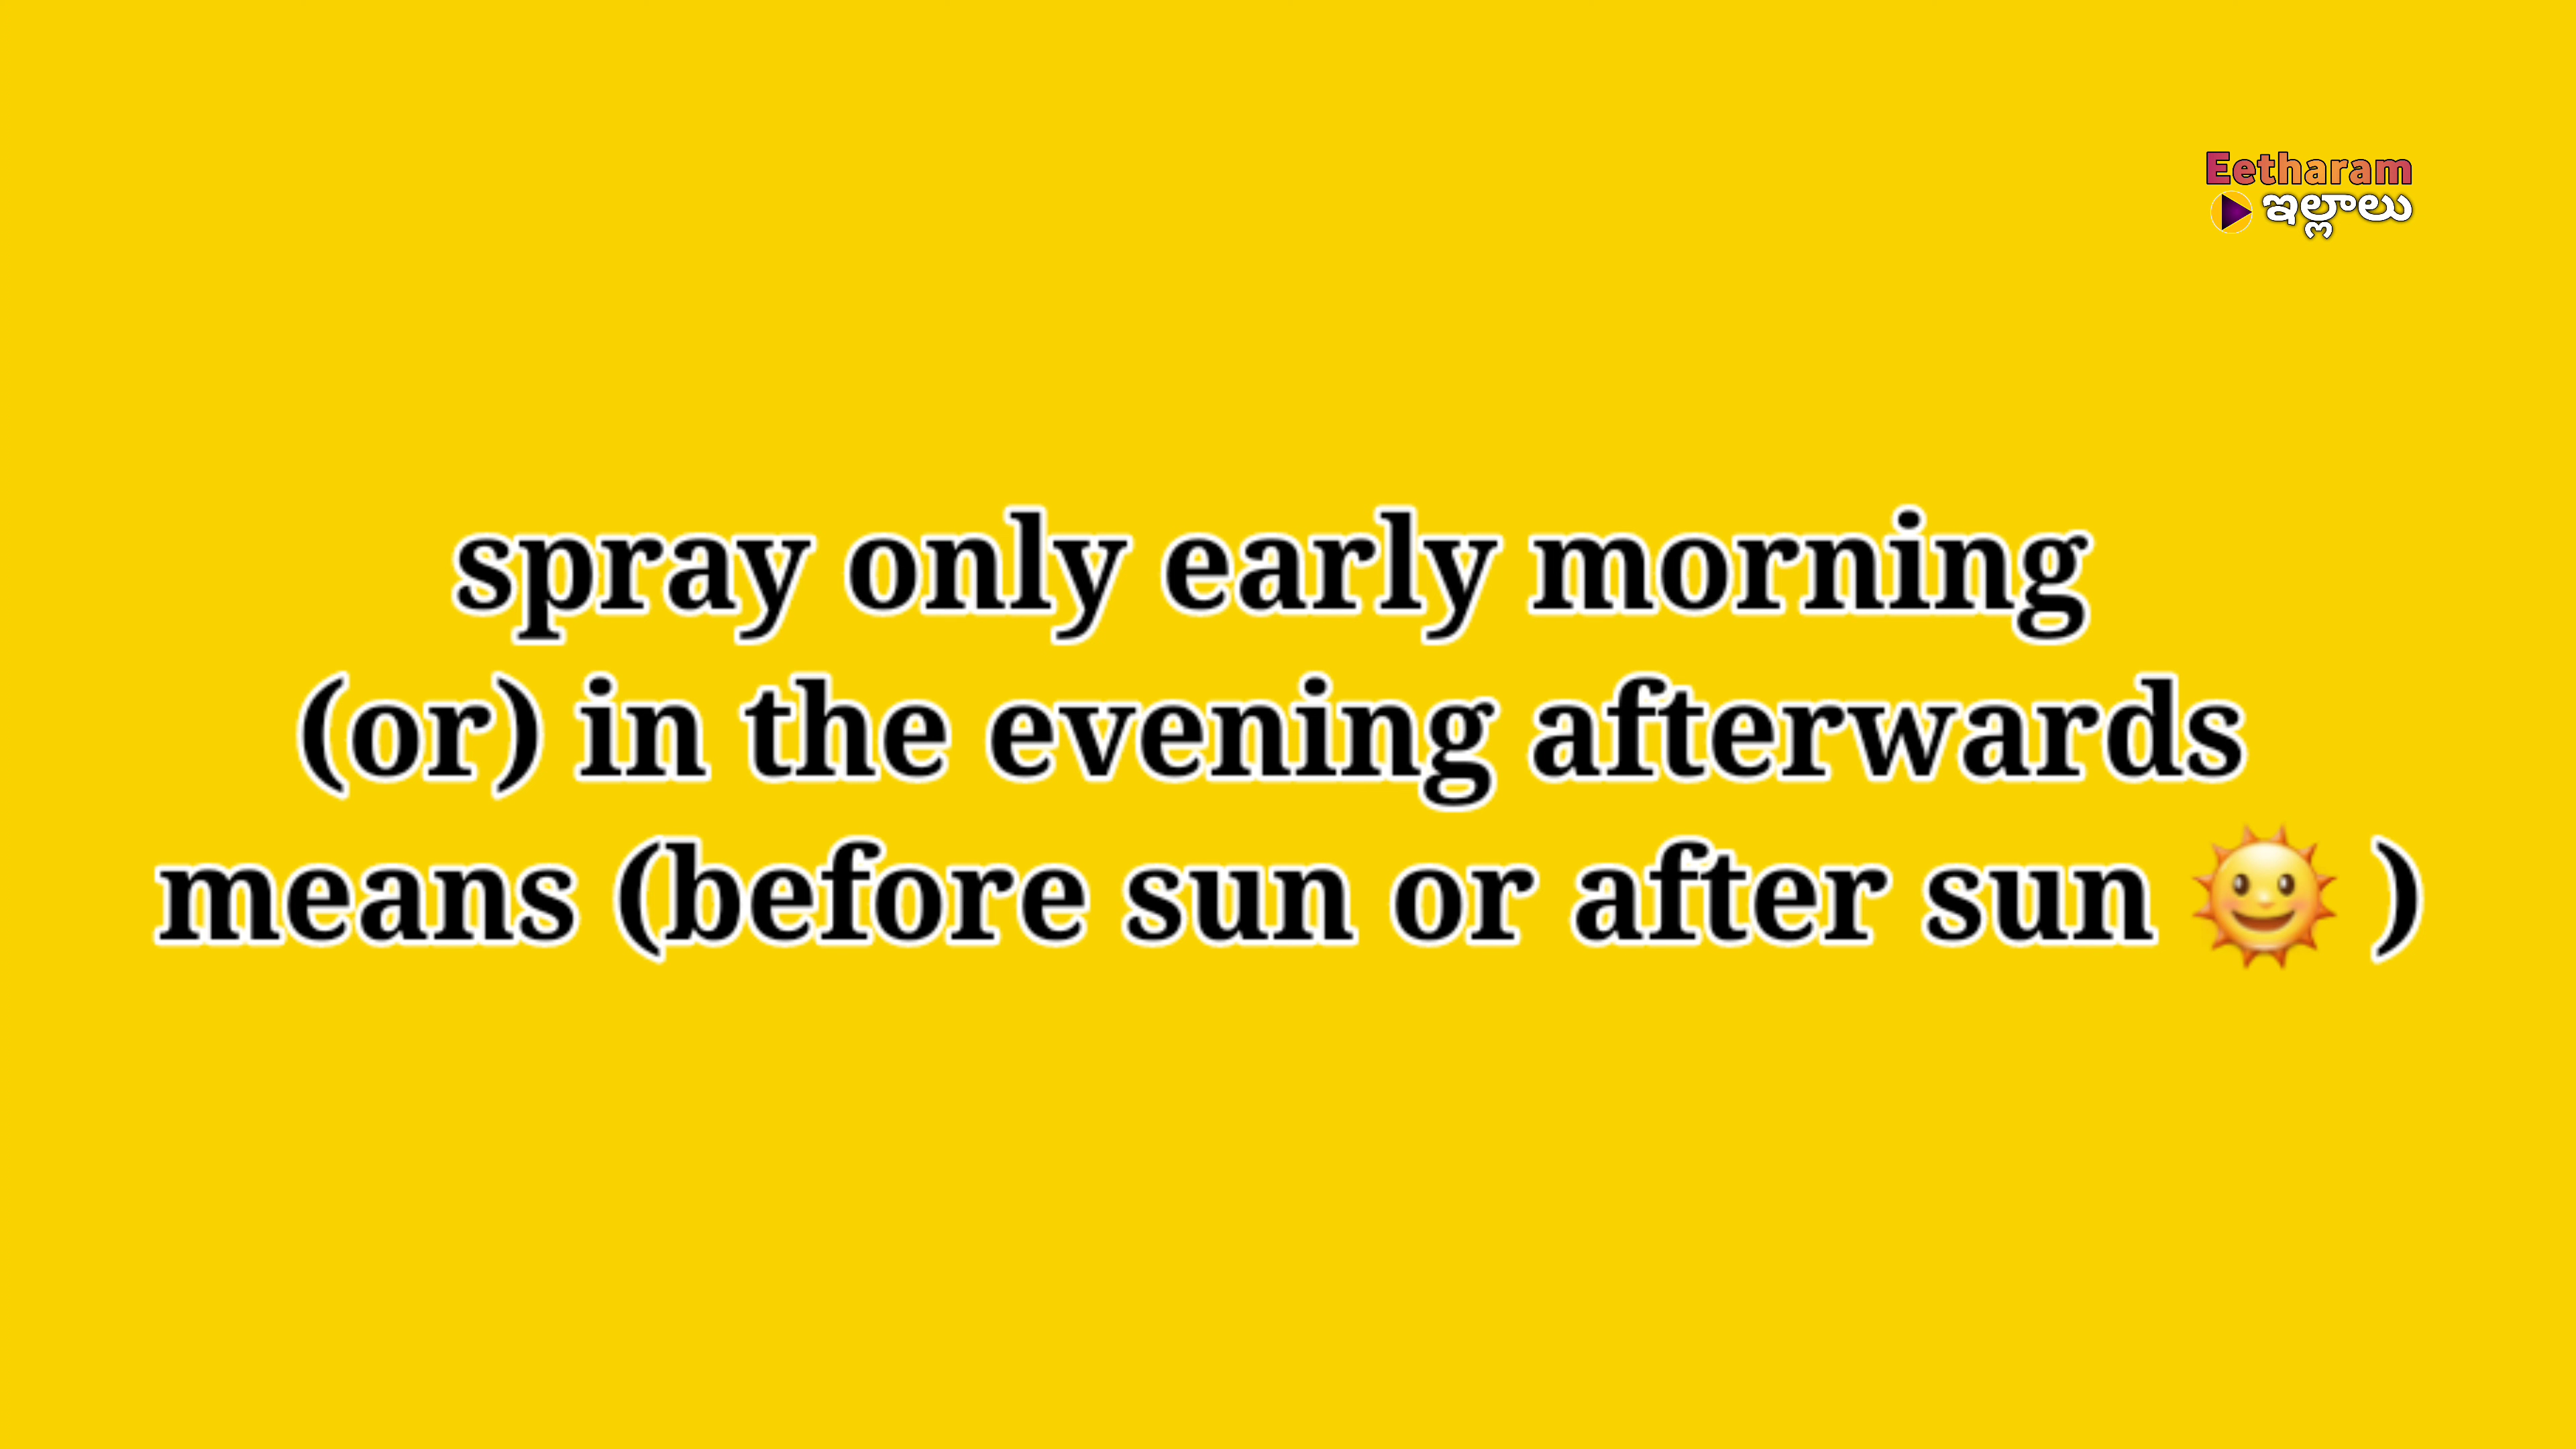 Eetharam
ఇల్లాలు
spray only early morning
(or) in the evening afterwards
means (before sun or after sun 🌞 )